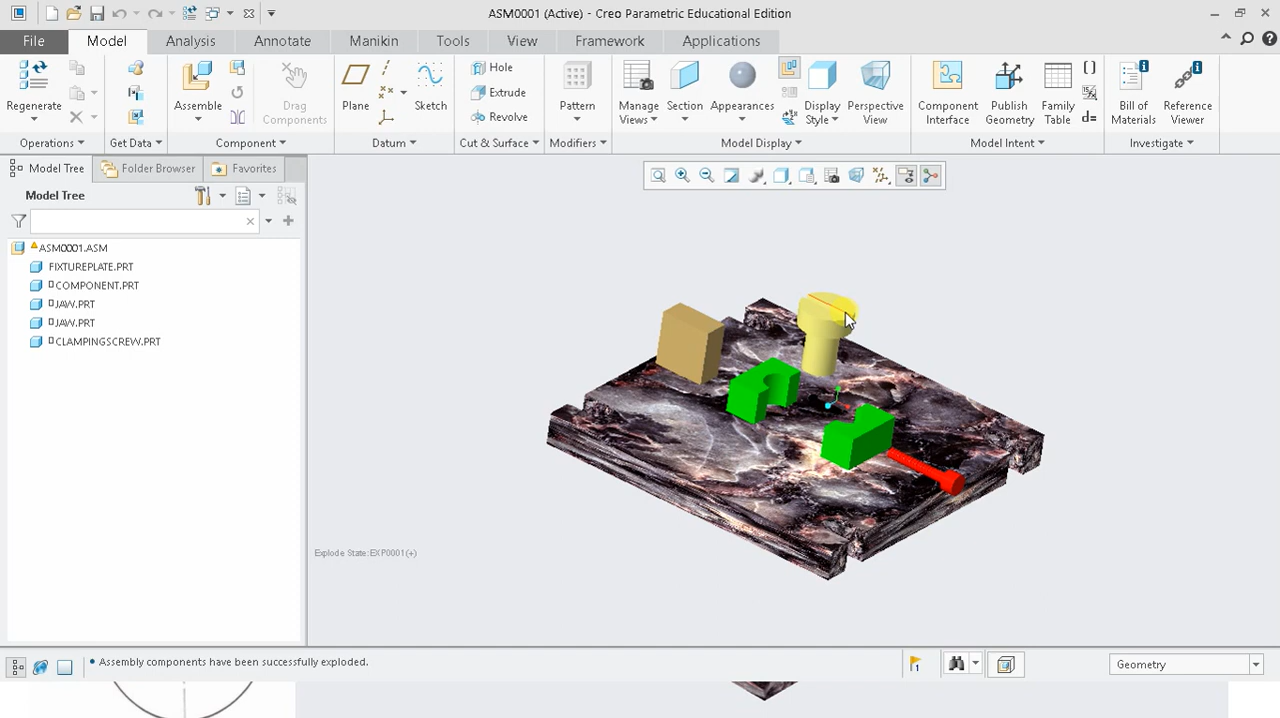 ASM0001 (Active) - Creo Parametric Educational Edition
File
Model
Analysis
Annotate
Manikin
Tools
View
Framework
Applications
Regenerate
Assemble
Drag
Components
Plane
Sketch
Hole
Extrude
Revolve
Pattern
Manage
Views
Section
Appearances
Display
Style
Perspective
View
Component
Interface
Publish
Geometry
Family
Table
Bill of
Materials
Reference
Viewer
Operations
Get Data
Component
Datum
Cut & Surface
Modifiers
Model Display
Model Intent
Investigate
Model Tree
Folder Browser
Favorites
Model Tree
ASM0001.ASM
FIXTUREPLATE.PRT
COMPONENT.PRT
JAW.PRT
JAW.PRT
CLAMPINGSCREW.PRT
Explode State:EXP0001(+)
• Assembly components have been successfully exploded.
1
Geometry